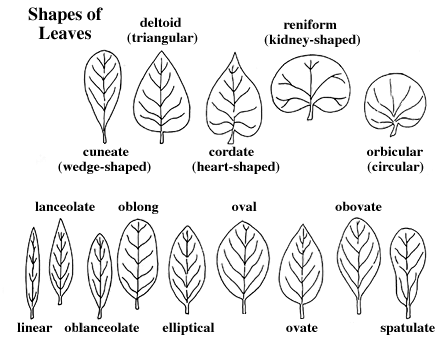 Shapes of
Leaves
deltoid
(triangular)
reniform
(kidney-shaped)
cuneate
(wedge-shaped)
cordate
(heart-shaped)
orbicular
(circular)
lanceolate
oblong
oval
obovate
linear
oblanceolate
elliptical
ovate
spatulate